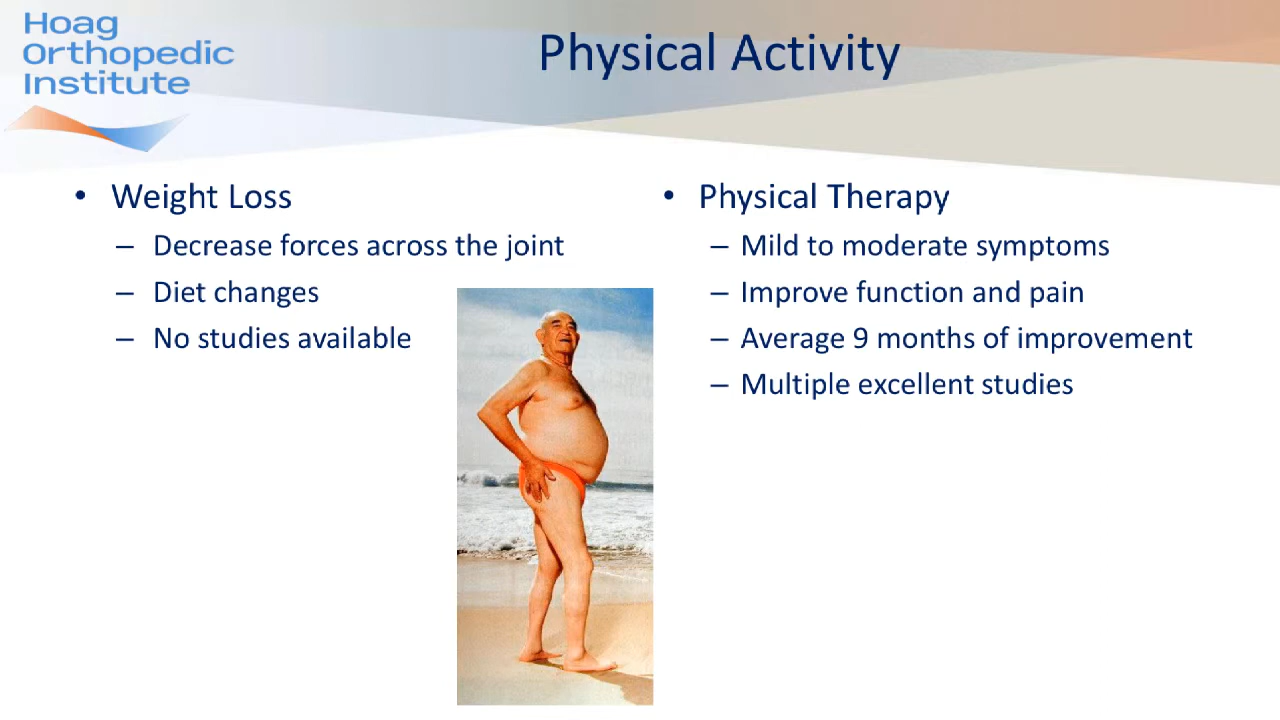 Hoag
Orthopedic
Institute
Physical Activity
• Weight Loss
– Decrease forces across the joint
– Diet changes
– No studies available
• Physical Therapy
– Mild to moderate symptoms
– Improve function and pain
– Average 9 months of improvement
– Multiple excellent studies